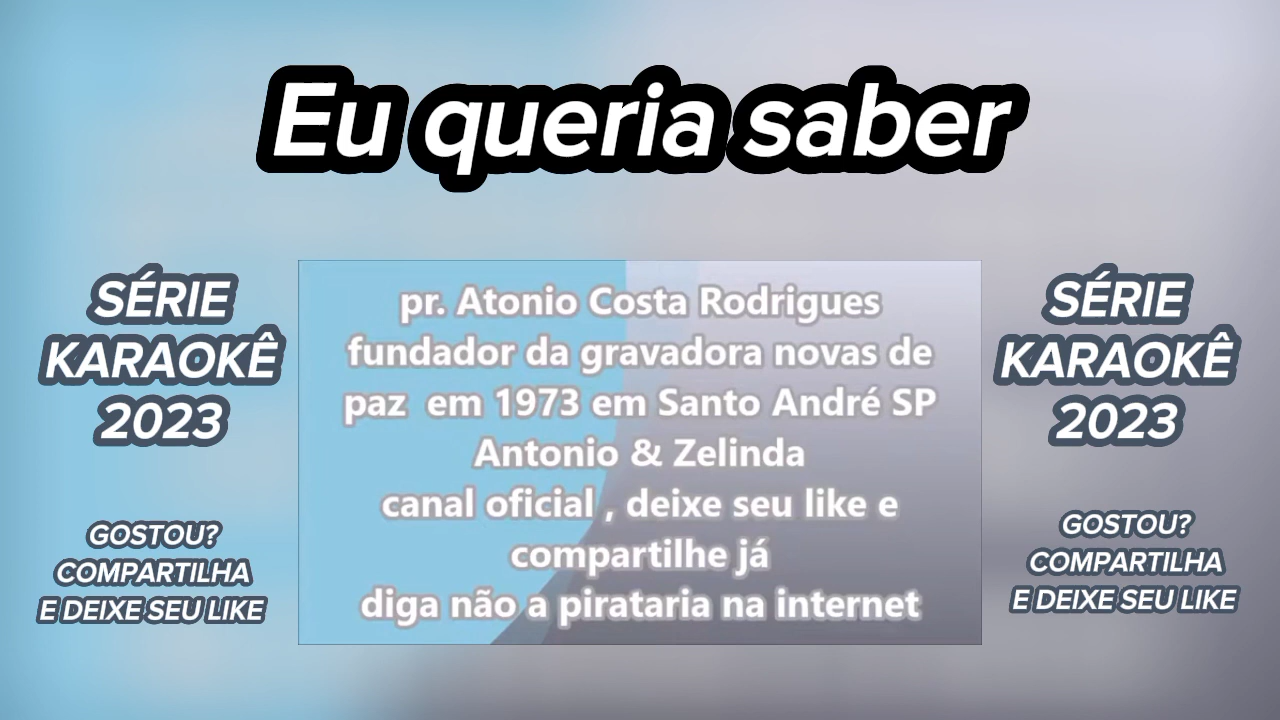 Eu queria saber
SÉRIE
KARAOKÊ
2023
GOSTOU?
COMPARTILHA
E DEIXE SEU LIKE
pr. Atonio Costa Rodrigues
fundador da gravadora novas de
paz em 1973 em Santo André SP
Antonio & Zelinda
canal oficial , deixe seu like e
compartilhe já
diga não a pirataria na internet
SÉRIE
KARAOKÊ
2023
GOSTOU?
COMPARTILHA
E DEIXE SEU LIKE